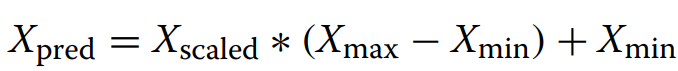 X_pred = X_scaled * (X_max − X_min) + X_min